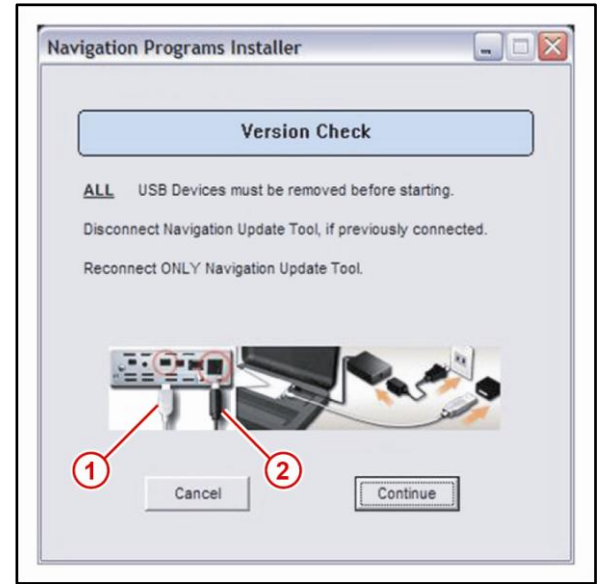 Navigation Programs Installer
Version Check
ALL USB Devices must be removed before starting.
Disconnect Navigation Update Tool, if previously connected.
Reconnect ONLY Navigation Update Tool.
1
2
Cancel
Continue